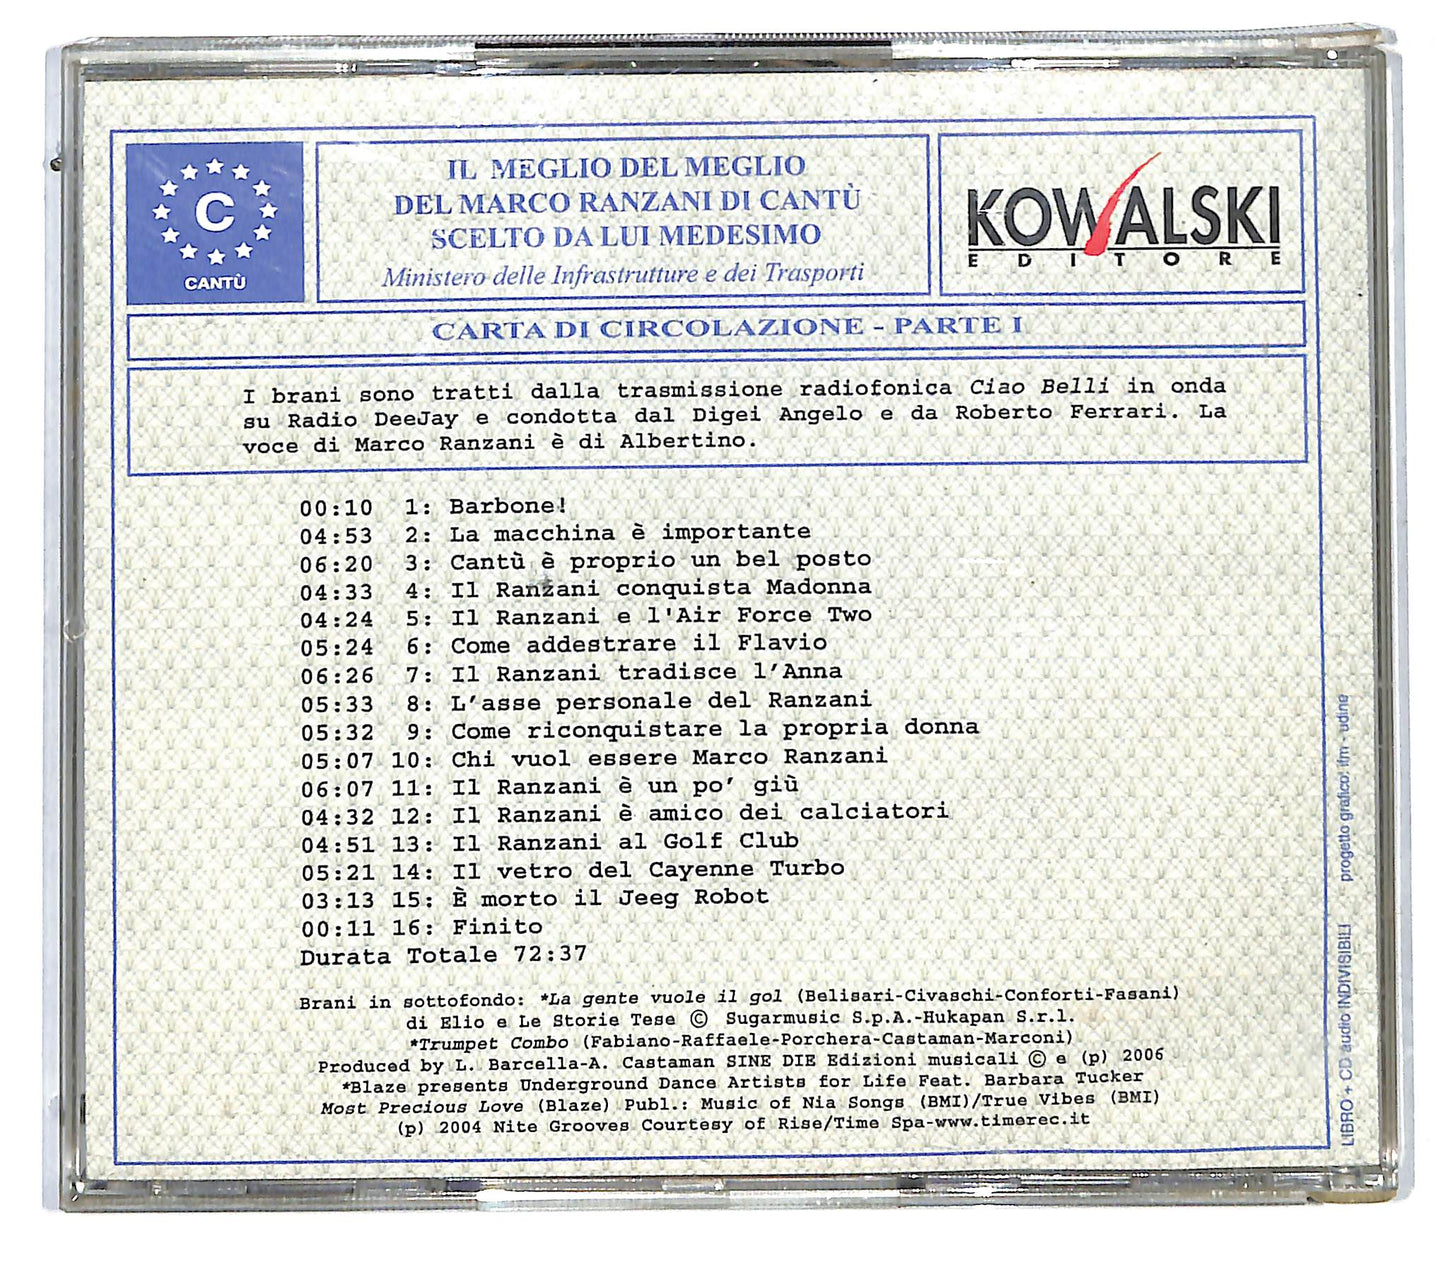 C
CANTÙ
IL MEGLIO DEL MEGLIO
DEL MARCO RANZANI DI CANTÙ
SCELTO DA LUI MEDESIMO
Ministero delle Infrastrutture e dei Trasporti
KOWALSKI
EDITORE
CARTA DI CIRCOLAZIONE - PARTE I
I brani sono tratti dalla trasmissione radiofonica Ciao Belli in onda
su Radio DeeJay e condotta dal Digei Angelo e da Roberto Ferrari. La
voce di Marco Ranzani è di Albertino.
00:10 1: Barbone!
04:53 2: La macchina è importante
06:20 3: Cantù è proprio un bel posto
04:33 4: Il Ranzani conquista Madonna
04:24 5: Il Ranzani e l'Air Force Two
05:24 6: Come addestrare il Flavio
06:26 7: Il Ranzani tradisce l’Anna
05:33 8: L’asse personale del Ranzani
05:32 9: Come riconquistare la propria donna
05:07 10: Chi vuol essere Marco Ranzani
06:07 11: Il Ranzani è un po’ giù
04:32 12: Il Ranzani è amico dei calciatori
04:51 13: Il Ranzani al Golf Club
05:21 14: Il vetro del Cayenne Turbo
03:13 15: È morto il Jeeg Robot
00:11 16: Finito
Durata Totale 72:37
Brani in sottofondo: *La gente vuole il gol (Belisari-Civaschi-Conforti-Fasani)
di Elio e Le Storie Tese © Sugarmusic S.p.A.-Hukapan S.r.l.
*Trumpet Combo (Fabiano-Raffaele-Porchera-Castaman-Marconi)
Produced by L. Barcella-A. Castaman SINE DIE Edizioni musicali © e (p) 2006
*Blaze presents Underground Dance Artists for Life Feat. Barbara Tucker
Most Precious Love (Blaze) Publ.: Music of Nia Songs (BMI)/True Vibes (BMI)
(p) 2004 Nite Grooves Courtesy of Rise/Time Spa-www.timerec.it
LIBRO + CD audio INDIVISIBILI progetto grafico: ifm - udine